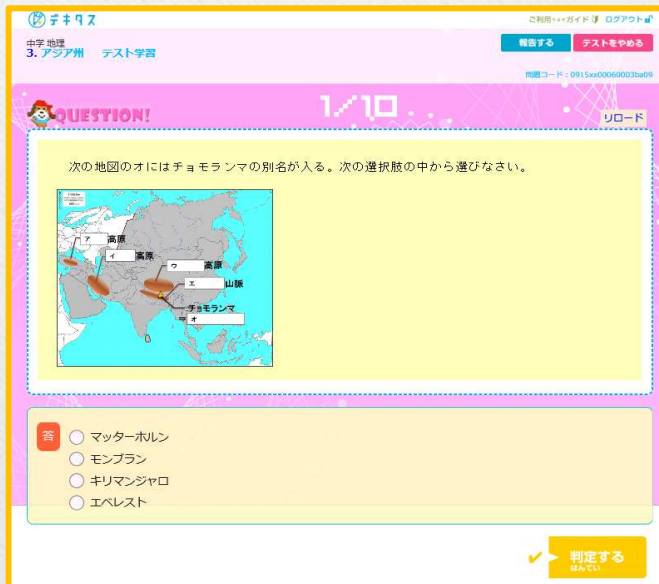 デキタス
ご利用ガイド ログアウト
中学 地理
3. アジア州 テスト学習
報告する テストをやめる
QUESTION!
1/10
リロード
次の地図のオにはチョモランマの別名が入る。次の選択肢の中から選びなさい。
ア 高原
イ 高原
ウ 高原
エ 山脈
チョモランマ
= オ
答
マッターホルン
モンブラン
キリマンジャロ
エベレスト
判定する
はんてい